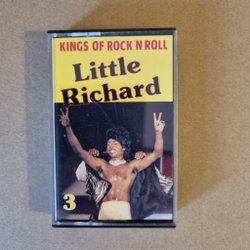 KINGS OF ROCK'N ROLL
Little
Richard
3